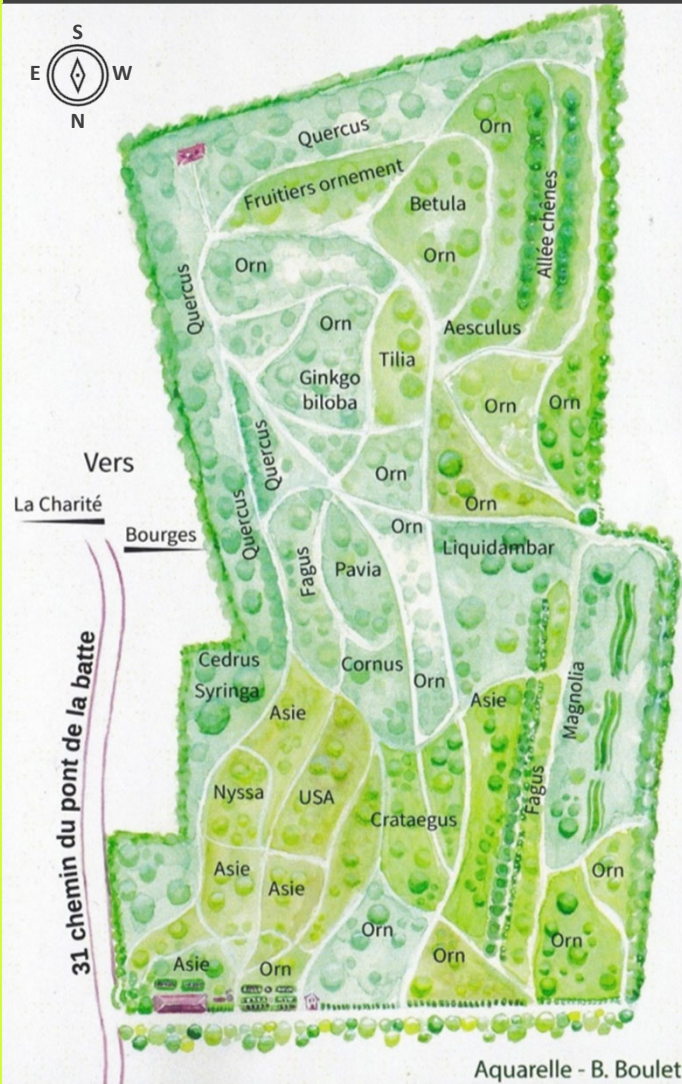 S
E W
N
Quercus
Orn
Fruitiers ornement
Betula
Allée chênes
Orn
Orn
Quercus
Orn
Aesculus
Tilia
Ginkgo
biloba
Orn
Orn
Quercus
Vers
Orn
La Charité
Orn
Quercus
Orn
Bourges
Liquidambar
Fagus
Pavia
Cedrus
Syringa
Cornus
Orn
Magnolia
Asie
Asie
31 chemin du pont de la batte
Nyssa
USA
Fagus
Crataegus
Asie
Asie
Orn
Orn
Orn
Orn
Asie
Orn
Aquarelle - B. Boulet